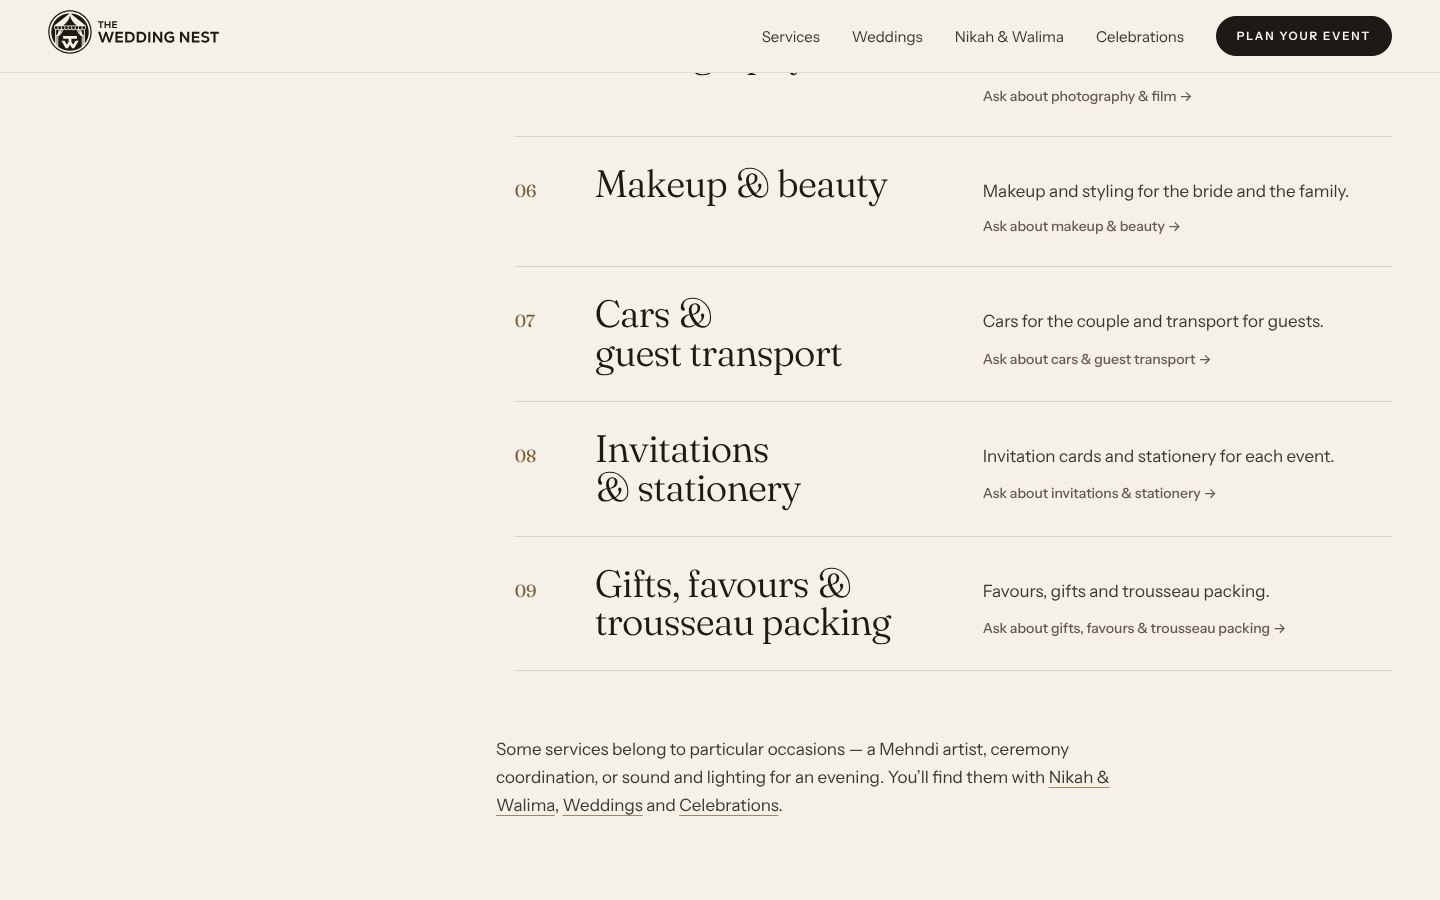 THE
WEDDING NEST
Services
Weddings
Nikah & Walima
Celebrations
PLAN YOUR EVENT
Ask about photography & film →
06
Makeup & beauty
Makeup and styling for the bride and the family.
Ask about makeup & beauty →
07
Cars &
guest transport
Cars for the couple and transport for guests.
Ask about cars & guest transport →
08
Invitations
& stationery
Invitation cards and stationery for each event.
Ask about invitations & stationery →
09
Gifts, favours &
trousseau packing
Favours, gifts and trousseau packing.
Ask about gifts, favours & trousseau packing →
Some services belong to particular occasions — a Mehndi artist, ceremony
coordination, or sound and lighting for an evening. You’ll find them with Nikah &
Walima, Weddings and Celebrations.